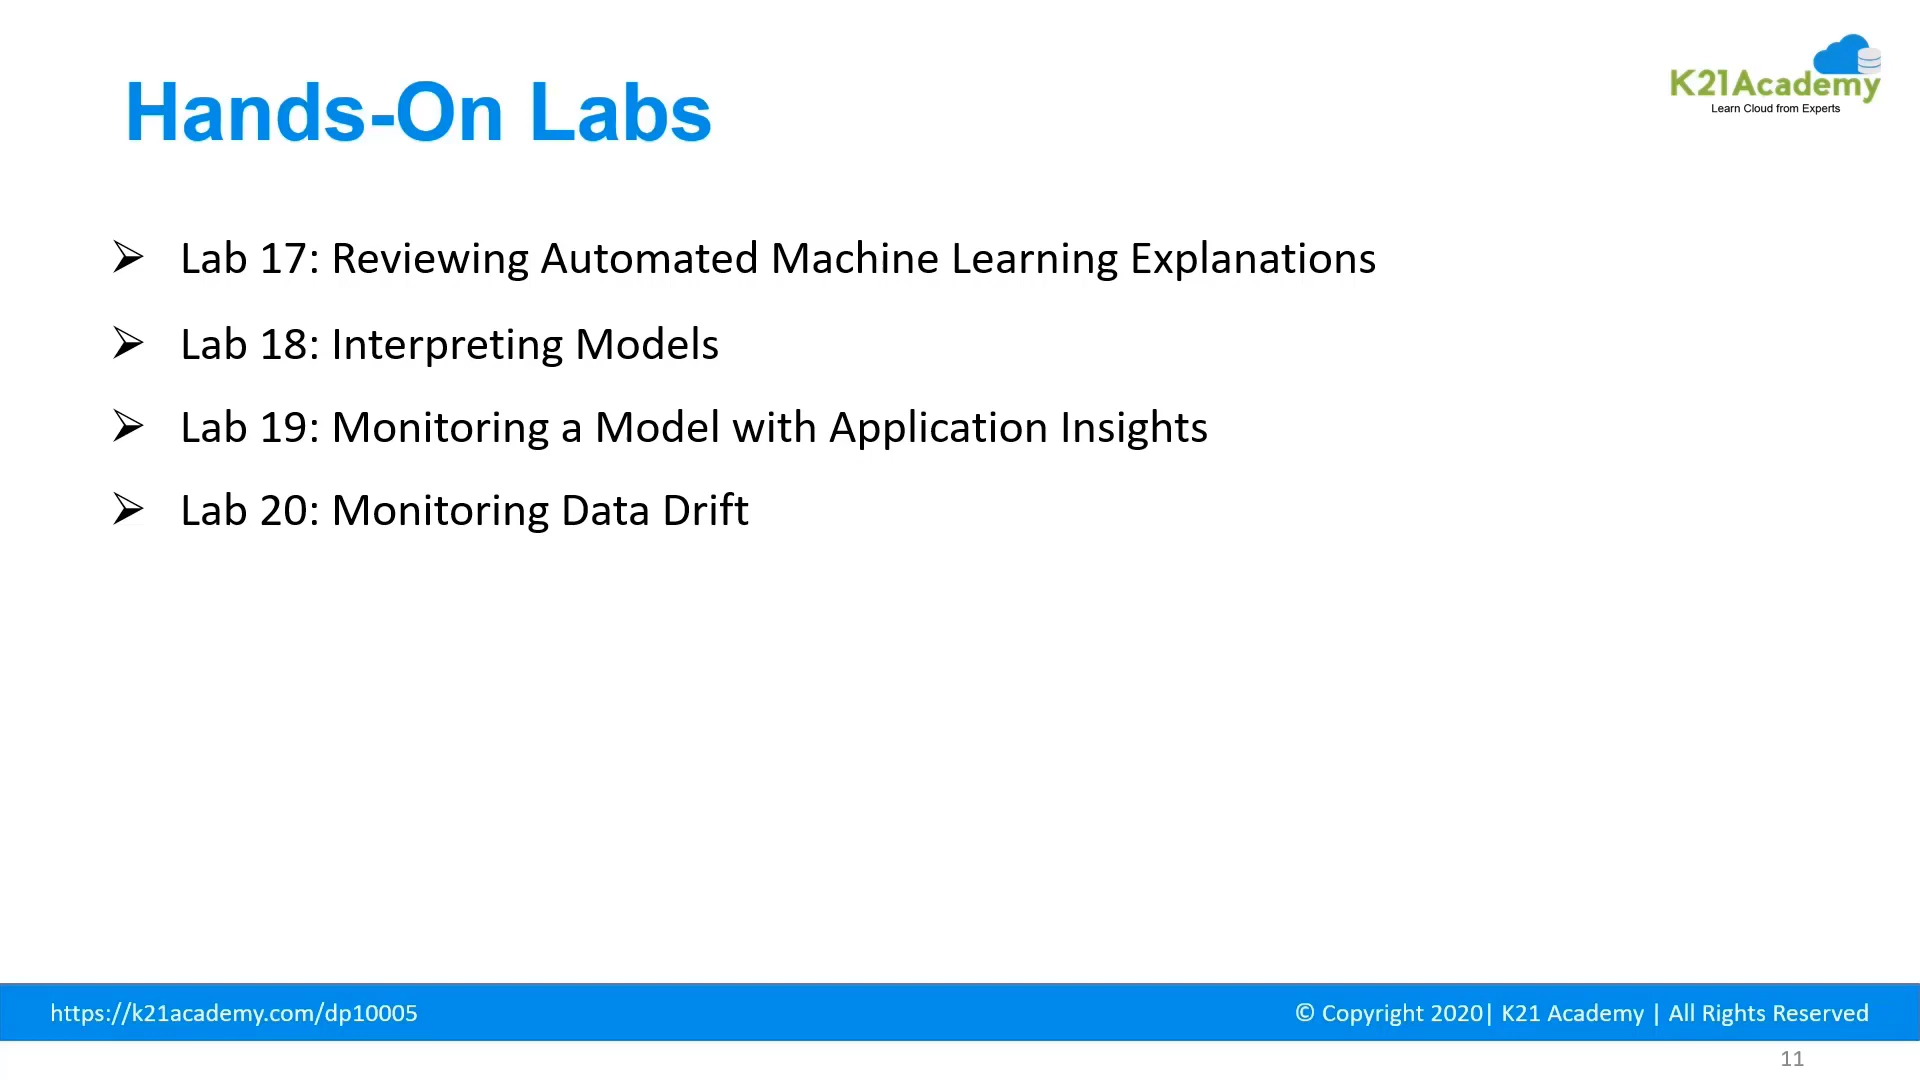 Hands-On Labs
K21Academy
Learn Cloud from Experts
Lab 17: Reviewing Automated Machine Learning Explanations
Lab 18: Interpreting Models
Lab 19: Monitoring a Model with Application Insights
Lab 20: Monitoring Data Drift
https://k21academy.com/dp10005
© Copyright 2020| K21 Academy | All Rights Reserved
11